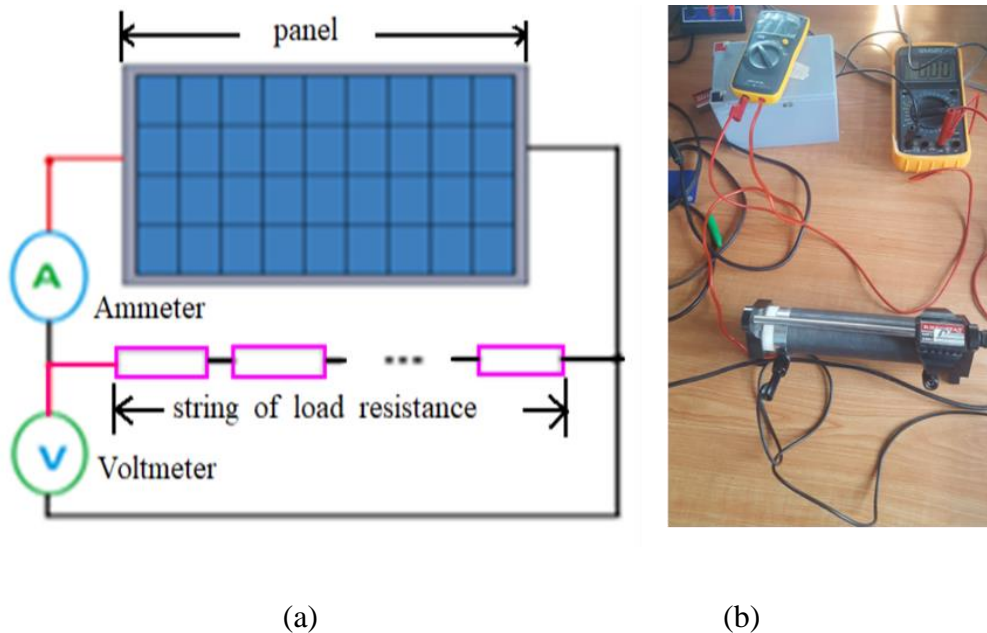 panel
A
Ammeter
...
string of load resistance
V
Voltmeter
(a)
(b)